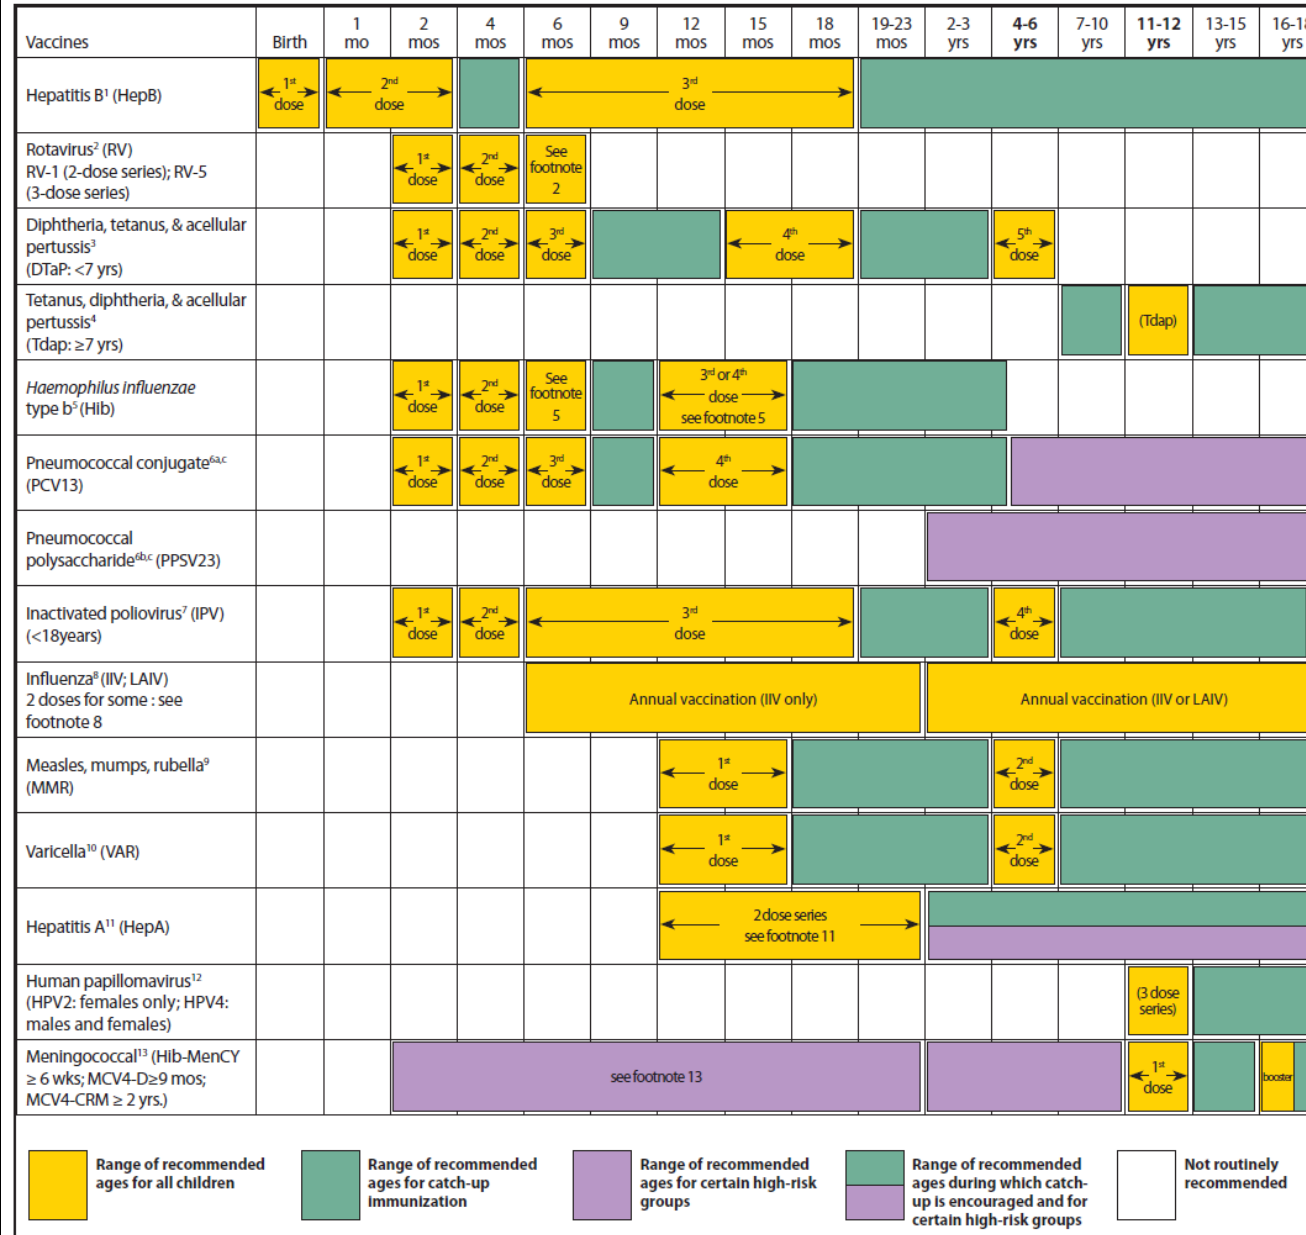 Vaccines Birth 1 mo 2 mos 4 mos 6 mos 9 mos 12 mos 15 mos 18 mos 19-23 mos 2-3 yrs 4-6 yrs 7-10 yrs 11-12 yrs 13-15 yrs 16-18 yrs
Hepatitis B¹ (HepB)
1st dose
2nd dose
3rd dose
Rotavirus² (RV)
RV-1 (2-dose series); RV-5
(3-dose series)
1st dose
2nd dose
See footnote 2
Diphtheria, tetanus, & acellular
pertussis³
(DTaP: <7 yrs)
1st dose
2nd dose
3rd dose
4th dose
5th dose
Tetanus, diphtheria, & acellular
pertussis⁴
(Tdap: ≥7 yrs)
(Tdap)
Haemophilus influenzae
type b⁵ (Hib)
1st dose
2nd dose
See footnote 5
3rd or 4th
dose
see footnote 5
Pneumococcal conjugate6a,c
(PCV13)
1st dose
2nd dose
3rd dose
4th dose
Pneumococcal
polysaccharide6b,c (PPSV23)
Inactivated poliovirus⁷ (IPV)
(<18years)
1st dose
2nd dose
3rd dose
4th dose
Influenza⁸ (IIV; LAIV)
2 doses for some : see
footnote 8
Annual vaccination (IIV only)
Annual vaccination (IIV or LAIV)
Measles, mumps, rubella⁹
(MMR)
1st dose
2nd dose
Varicella¹⁰ (VAR)
1st dose
2nd dose
Hepatitis A¹¹ (HepA)
2 dose series
see footnote 11
Human papillomavirus¹²
(HPV2: females only; HPV4:
males and females)
(3 dose
series)
Meningococcal¹³ (Hib-MenCY
≥ 6 wks; MCV4-D≥9 mos;
MCV4-CRM ≥ 2 yrs.)
see footnote 13
1st dose
booster
Range of recommended
ages for all children
Range of recommended
ages for catch-up
immunization
Range of recommended
ages for certain high-risk
groups
Range of recommended
ages during which catch-
up is encouraged and for
certain high-risk groups
Not routinely
recommended